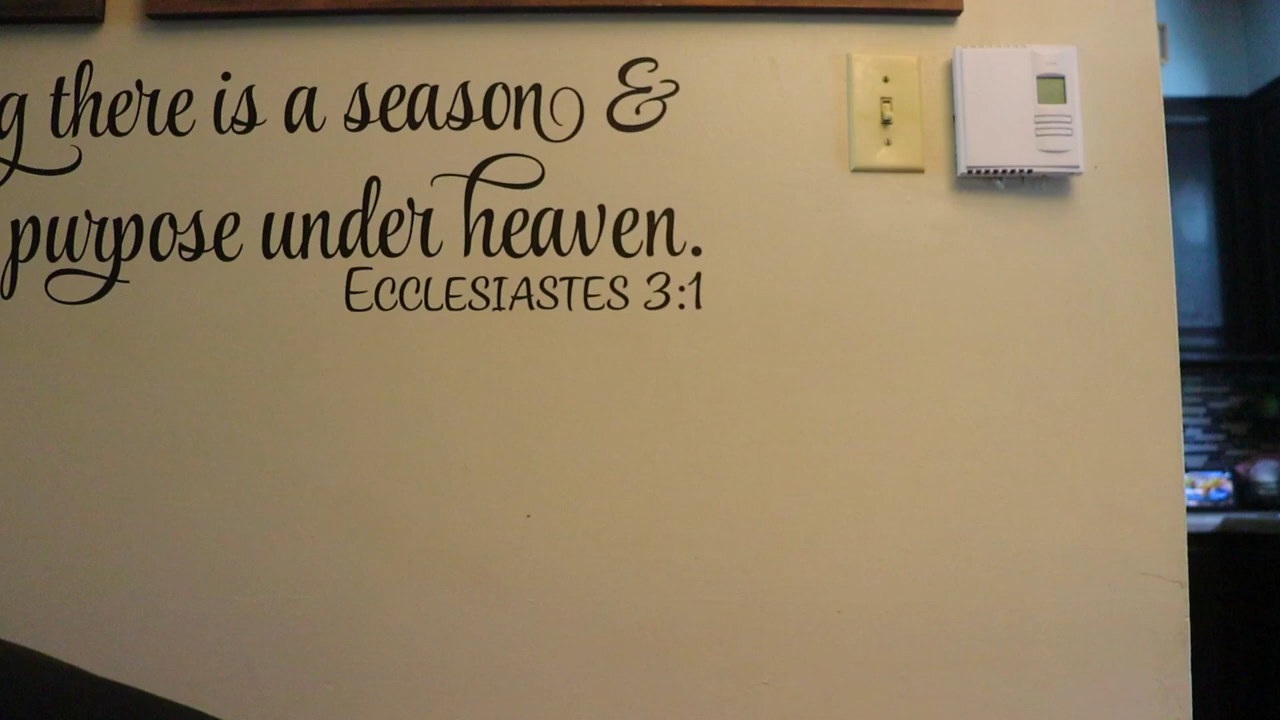 g there is a season &
purpose under heaven.
ECCLESIASTES 3:1